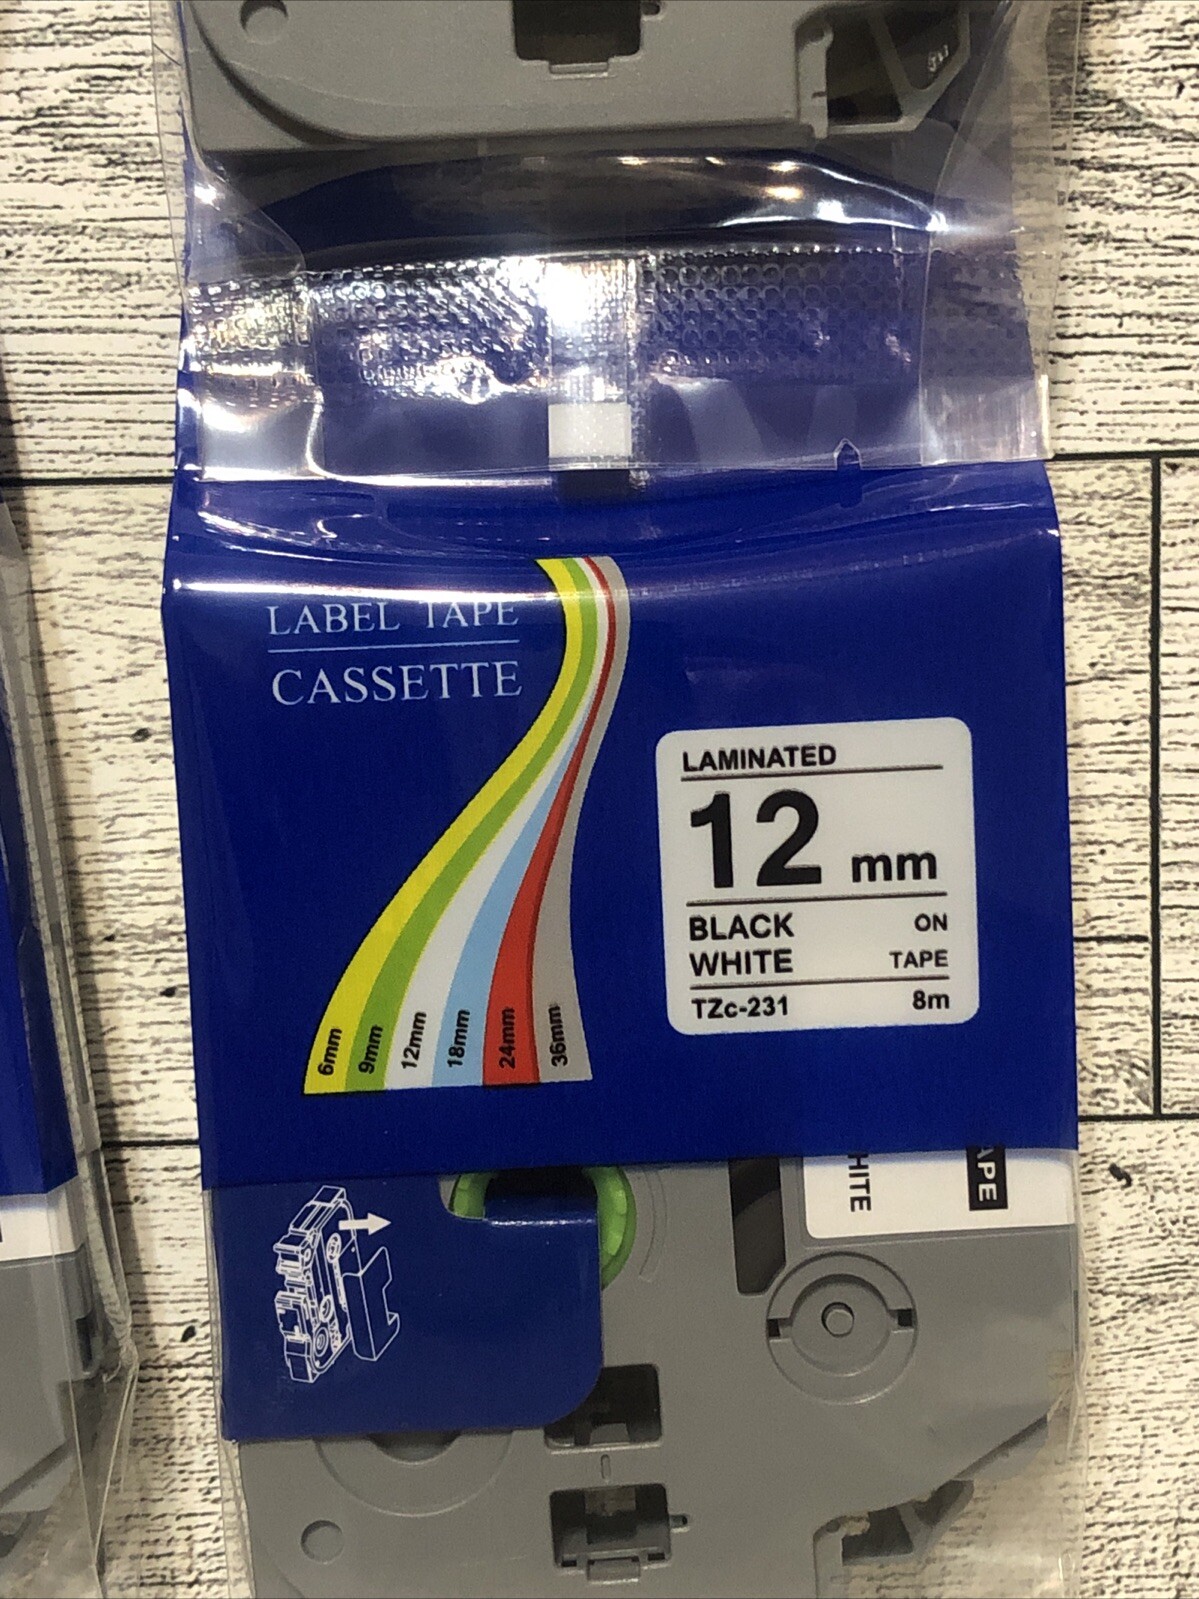 LABEL TAPE
CASSETTE
LAMINATED
12 mm
BLACK ON
WHITE TAPE
TZc-231 8m
6mm
9mm
12mm
18mm
24mm
36mm
APE
HITE